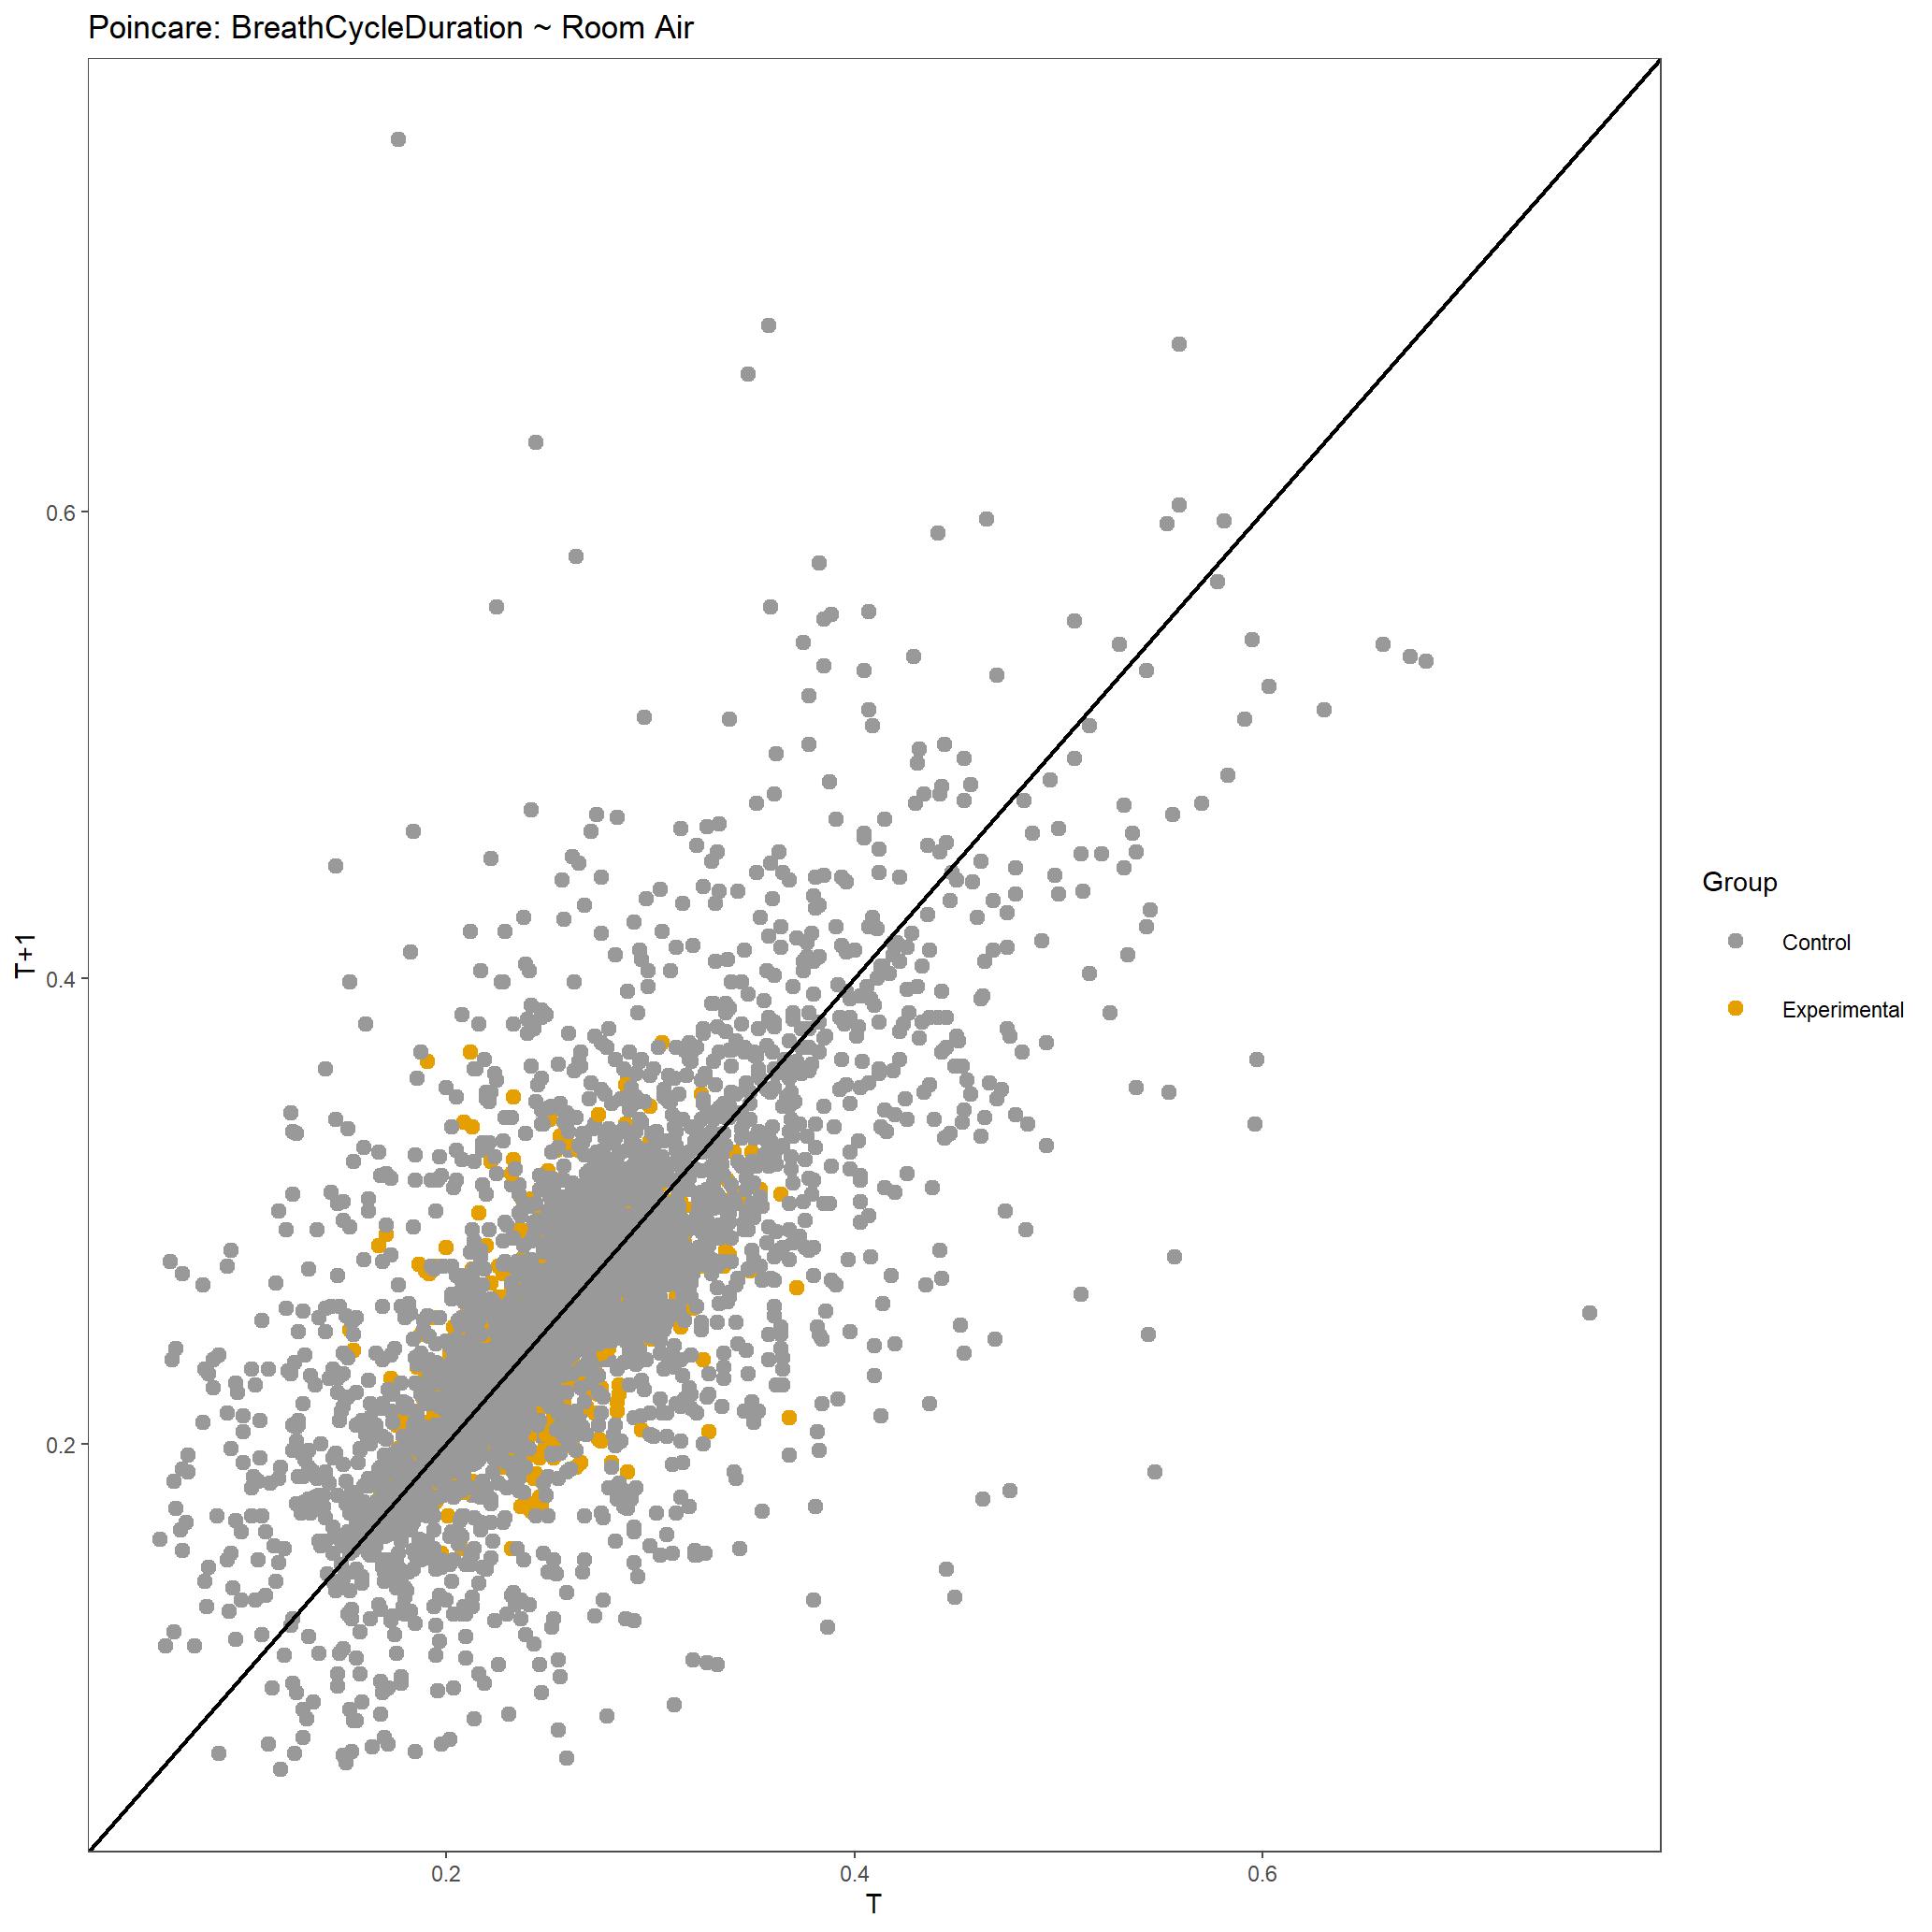 Poincare: BreathCycleDuration ~ Room Air
T+1
0.6
0.4
0.2
0.2
0.4
0.6
T
Group
Control
Experimental